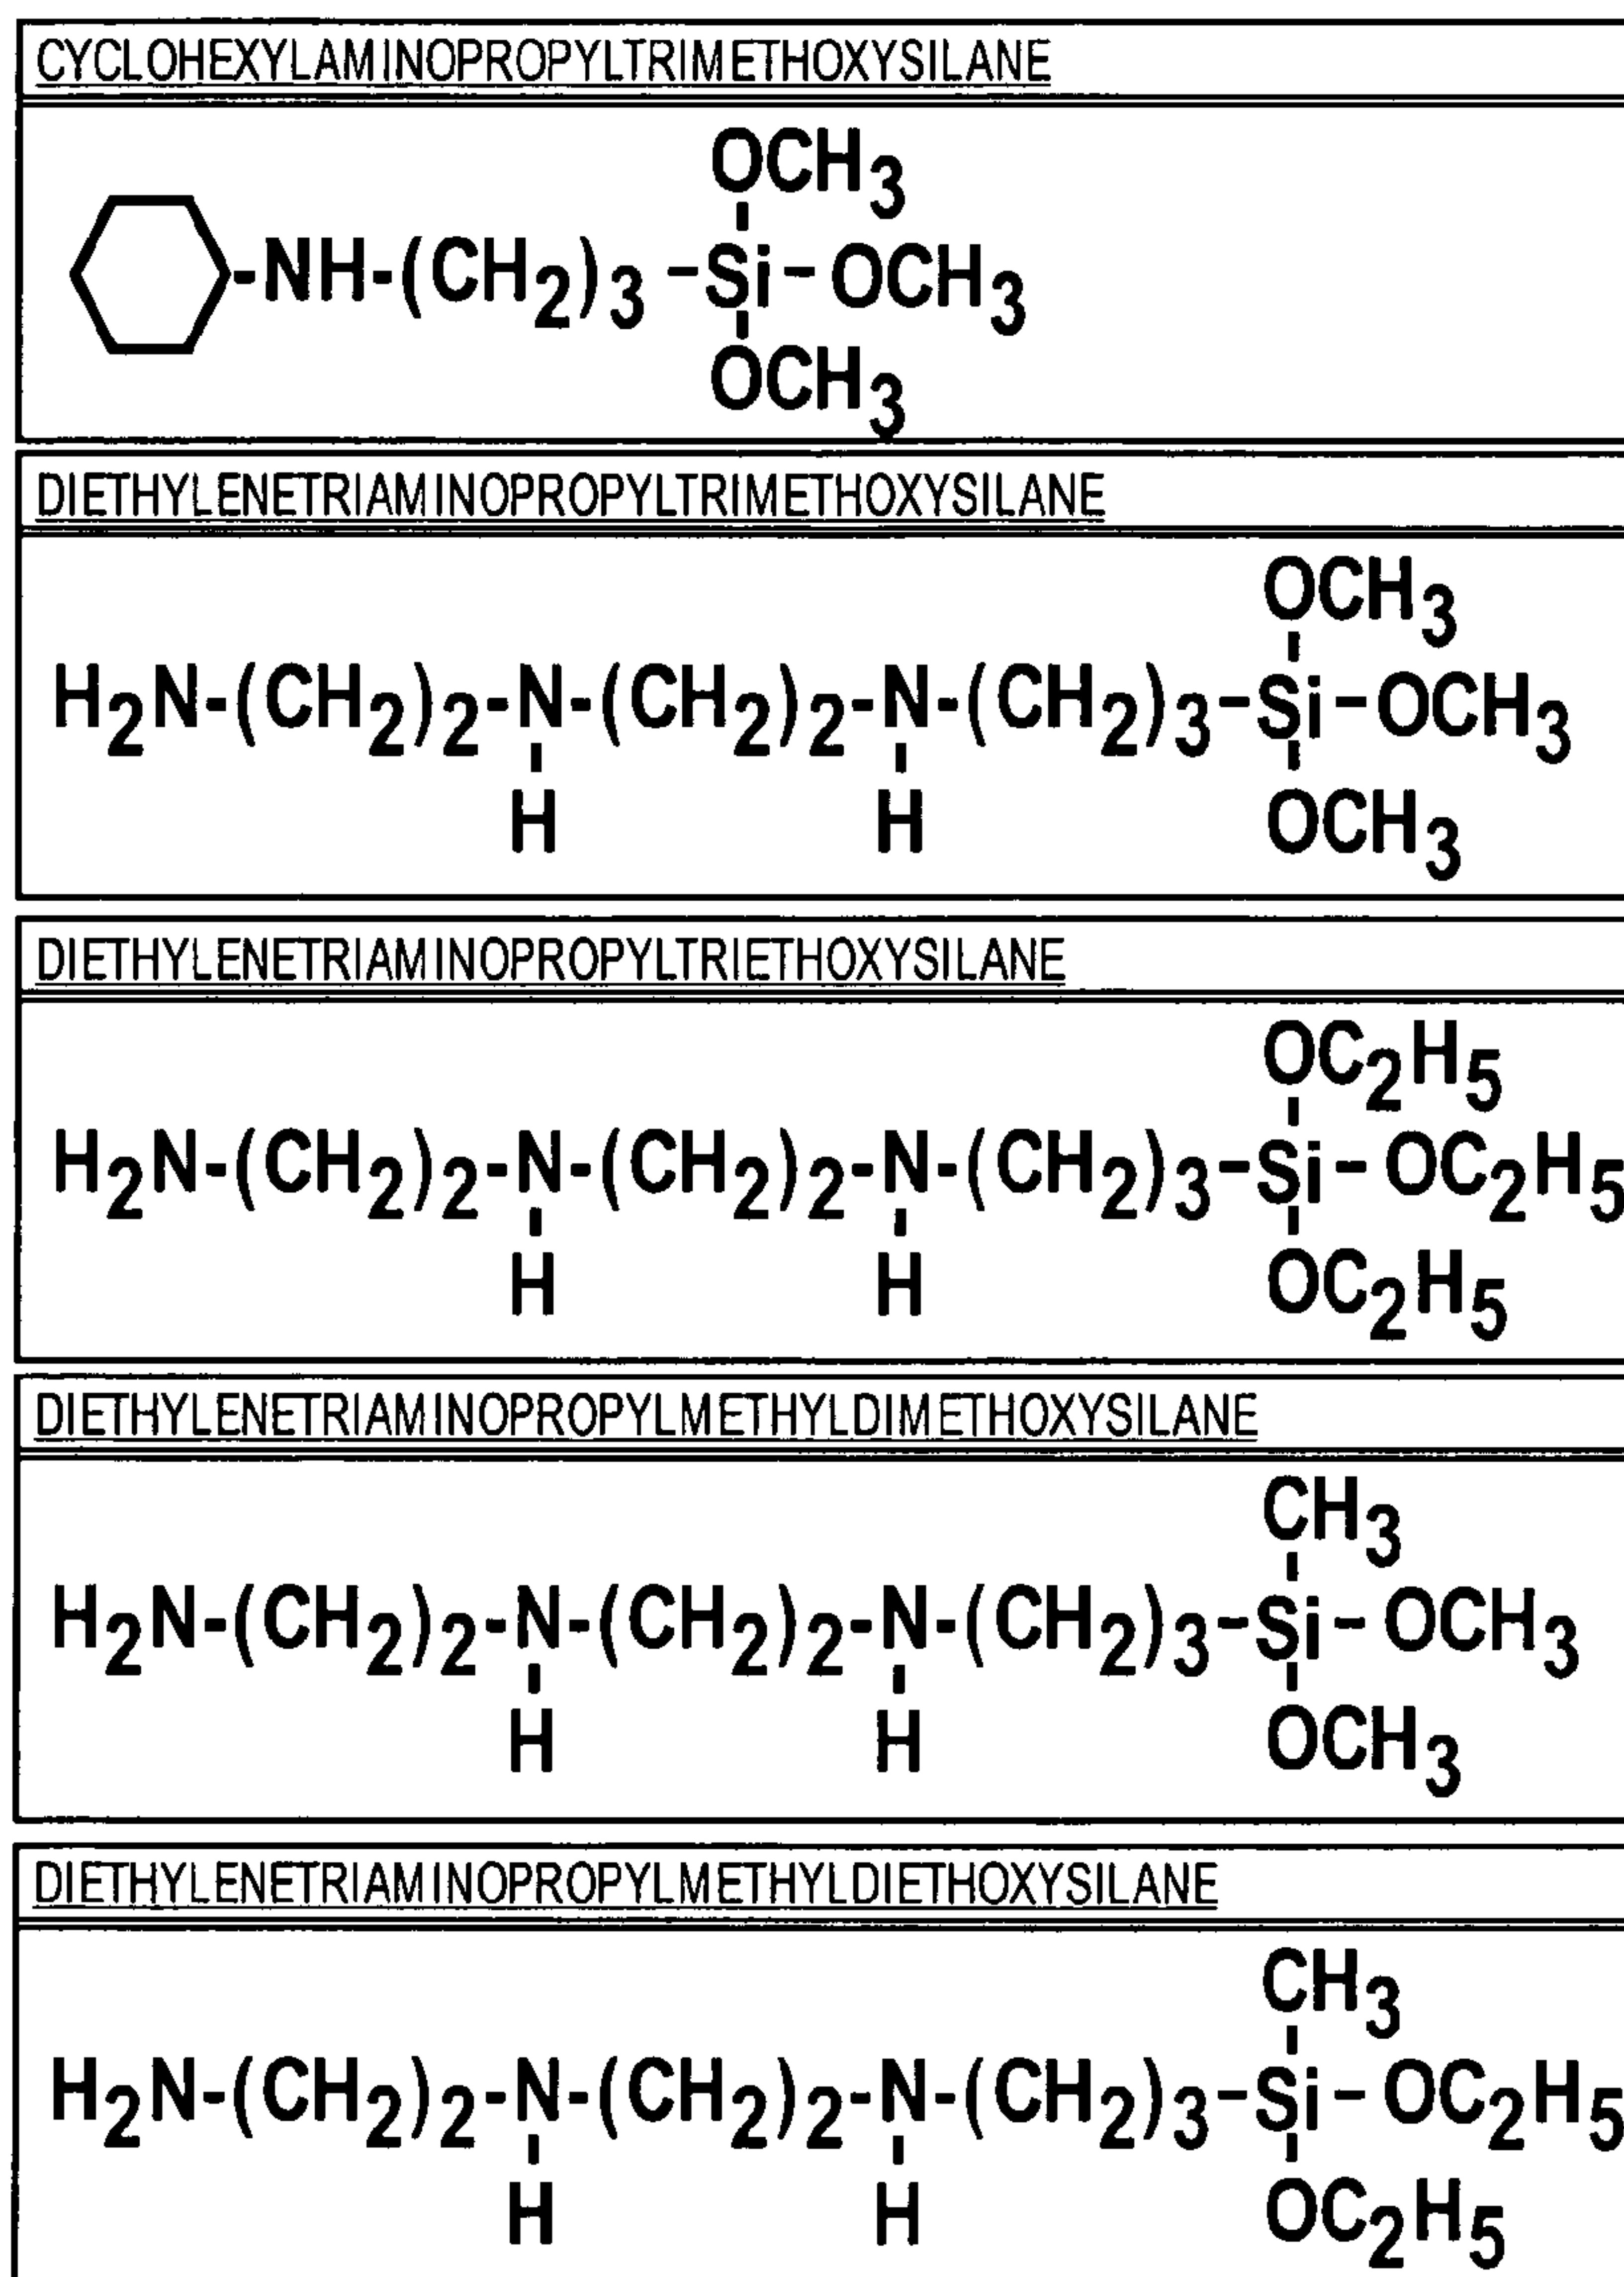 CYCLOHEXYLAMINOPROPYLTRIMETHOXYSILANE
OCH3
-NH-(CH2)3-Si-OCH3
OCH3
DIETHYLENETRIAMINOPROPYLTRIMETHOXYSILANE
OCH3
H2N-(CH2)2-N-(CH2)2-N-(CH2)3-Si-OCH3
H H OCH3
DIETHYLENETRIAMINOPROPYLTRIETHOXYSILANE
OC2H5
H2N-(CH2)2-N-(CH2)2-N-(CH2)3-Si-OC2H5
H H OC2H5
DIETHYLENETRIAMINOPROPYLMETHYLDIMETHOXYSILANE
CH3
H2N-(CH2)2-N-(CH2)2-N-(CH2)3-Si-OCH3
H H OCH3
DIETHYLENETRIAMINOPROPYLMETHYLDIETHOXYSILANE
CH3
H2N-(CH2)2-N-(CH2)2-N-(CH2)3-Si-OC2H5
H H OC2H5